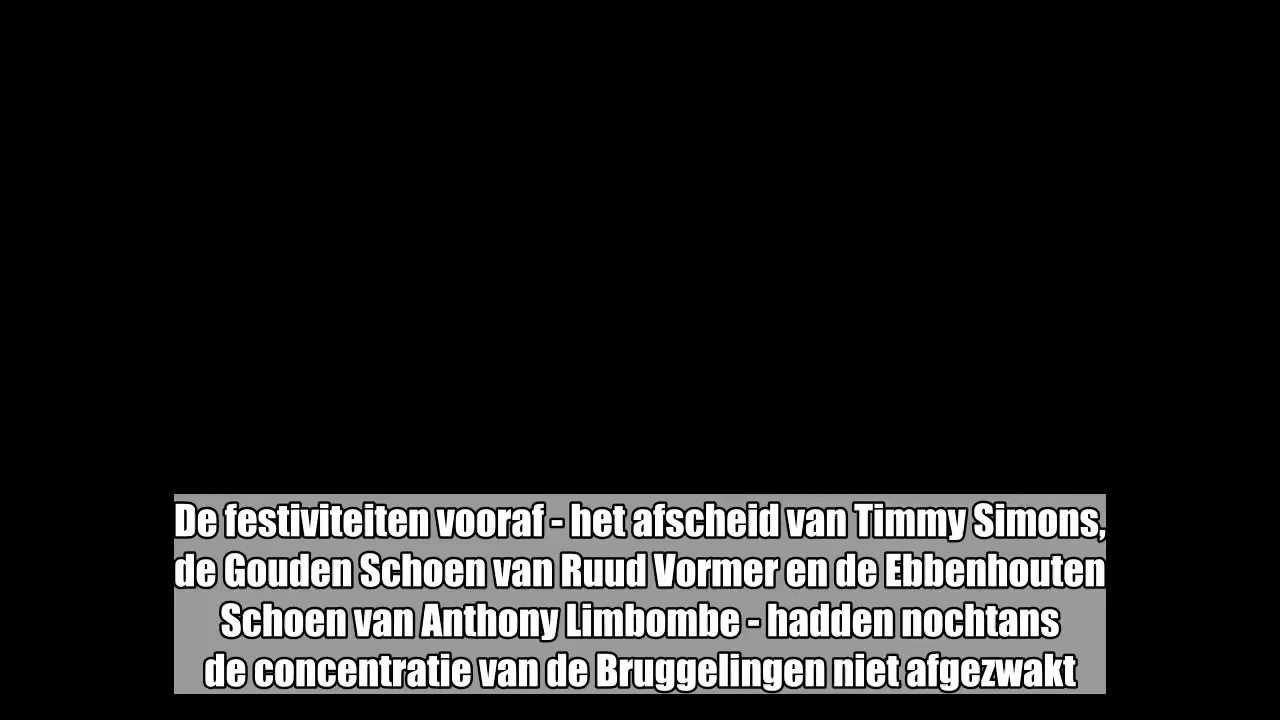 De festiviteiten vooraf - het afscheid van Timmy Simons,
de Gouden Schoen van Ruud Vormer en de Ebbenhouten
Schoen van Anthony Limbombe - hadden nochtans
de concentratie van de Bruggelingen niet afgezwakt